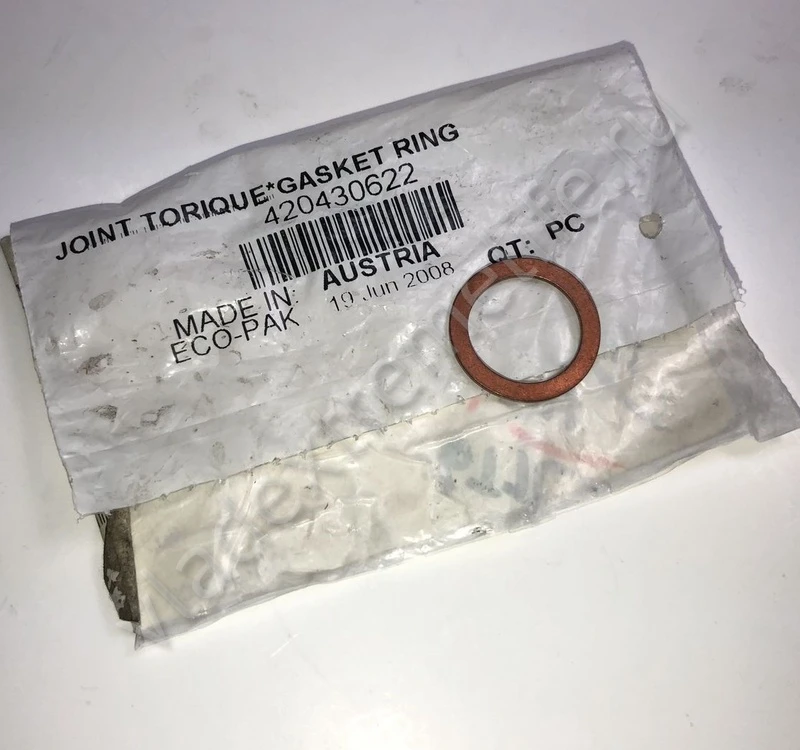 JOINT TORIQUE*GASKET RING
420430622
MADE IN: AUSTRIA QT: PC
ECO-PAK 19 Jun 2008